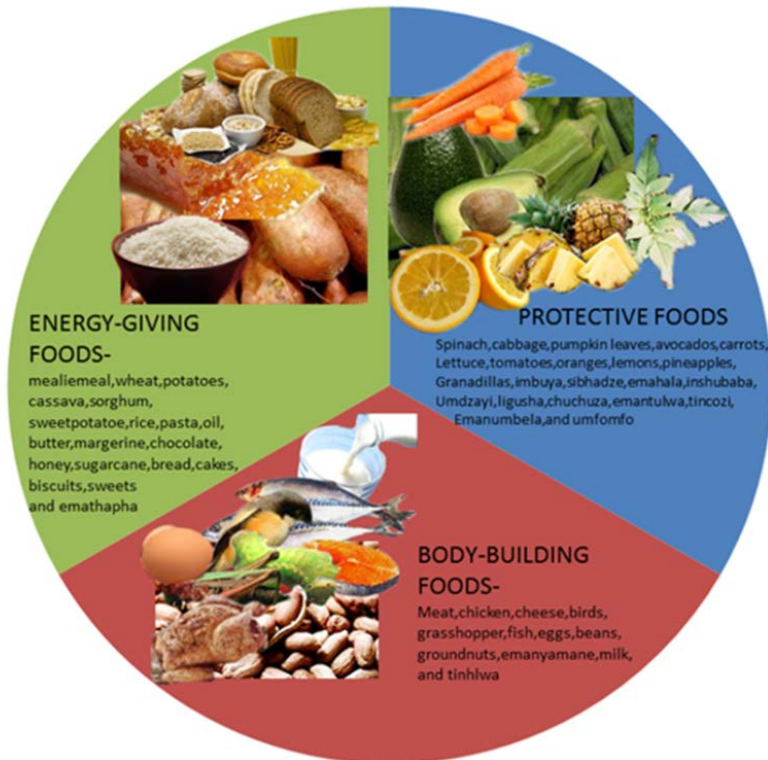 ENERGY-GIVING
FOODS-
mealiemeal,wheat,potatoes,
cassava,sorghum,
sweetpotatoe,rice,pasta,oil,
butter,margerine,chocolate,
honey,sugarcane,bread,cakes,
biscuits,sweets
and emathapha
PROTECTIVE FOODS
Spinach,cabbage,pumpkin leaves,avocados,carrots,
Lettuce,tomatoes,oranges,lemons,pineapples,
Granadillas,imbuya,sibhadze,emahala,inshubaba,
Umdzayi,ligusha,chuchuza,emantulwa,tincozi,
Emanumbela,and umfomfo
BODY-BUILDING
FOODS-
Meat,chicken,cheese,birds,
grasshopper,fish,eggs,beans,
groundnuts,emanyamane,milk,
and tinhlwa